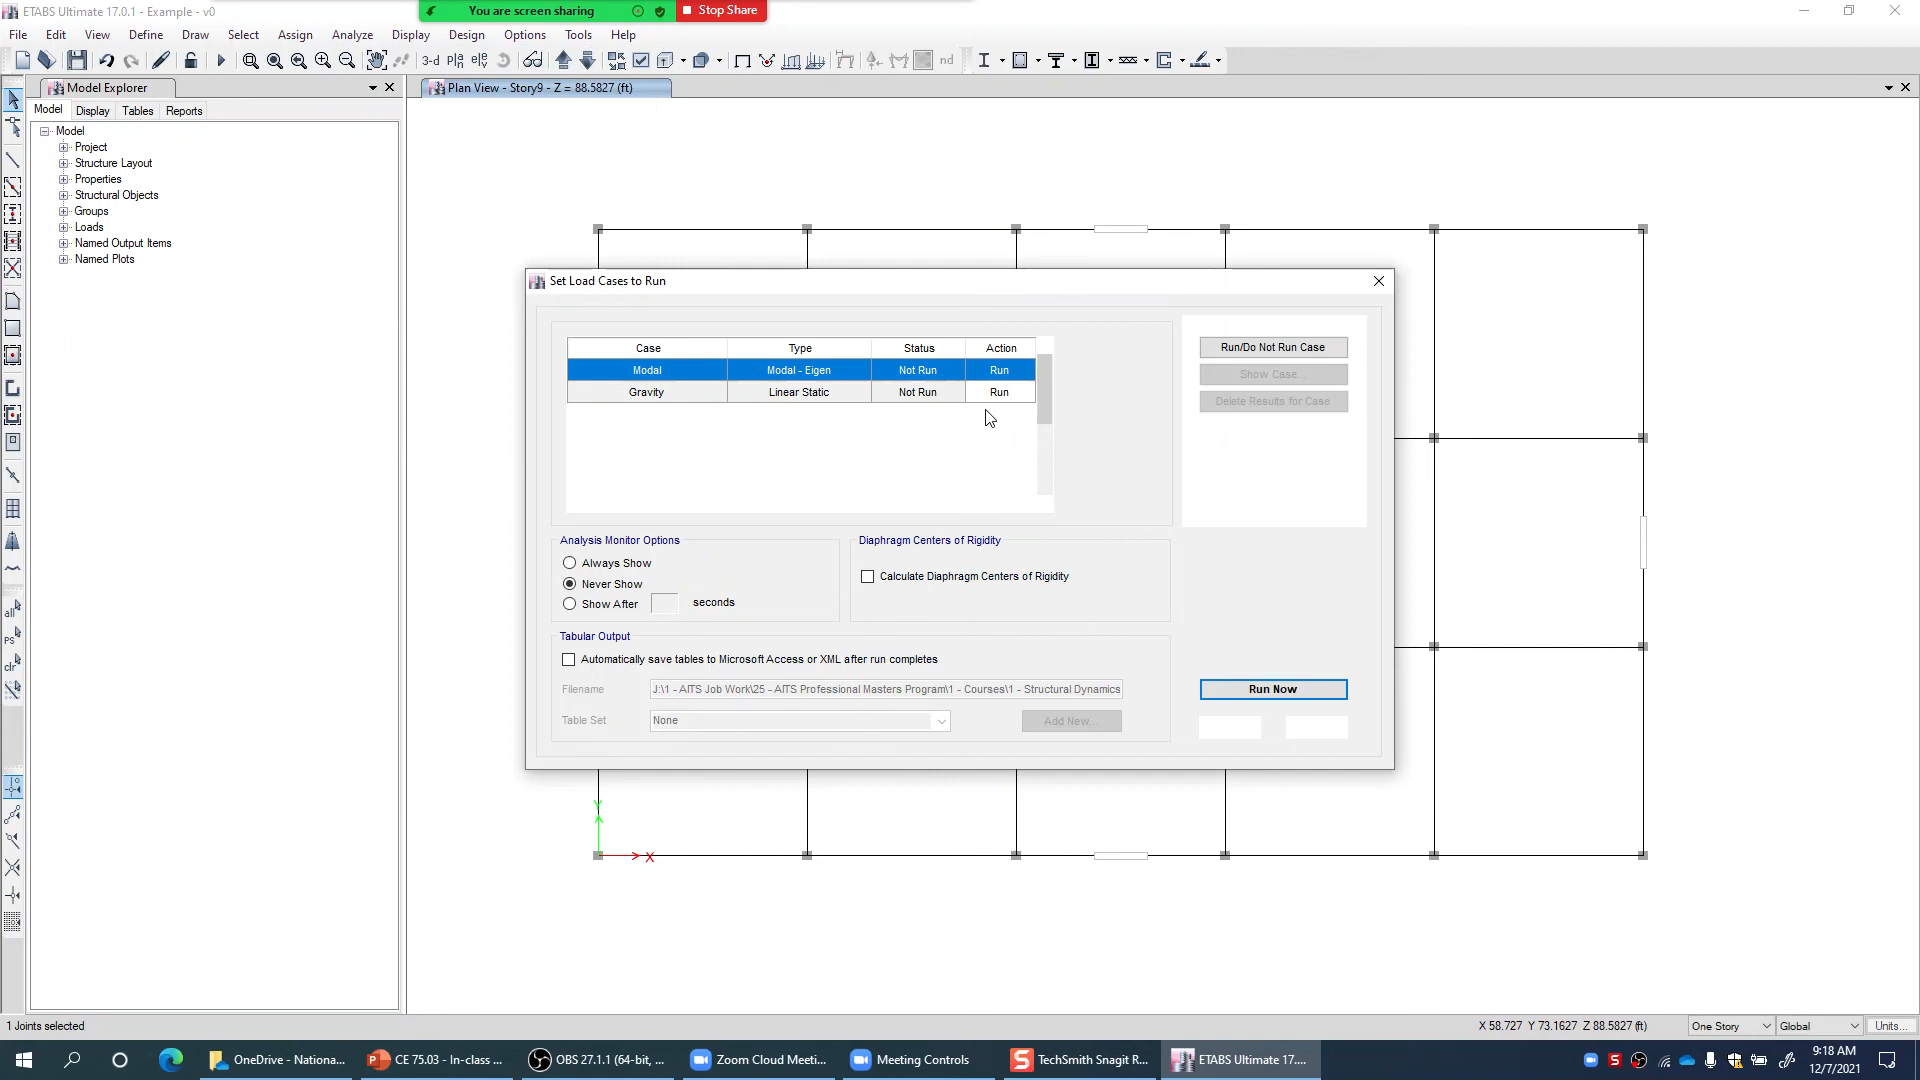 ETABS Ultimate 17.0.1 - Example - v0
You are screen sharing
Stop Share
File Edit View Define Draw Select Assign Analyze Display Design Options Tools Help
3-d plạn elẹv nd
Model Explorer
Plan View - Story9 - Z = 88.5827 (ft)
Model Display Tables Reports
Model
Project
Structure Layout
Properties
Structural Objects
Groups
Loads
Named Output Items
Named Plots
Set Load Cases to Run
Case Type Status Action
Modal Modal - Eigen Not Run Run
Gravity Linear Static Not Run Run
Run/Do Not Run Case
Show Case...
Delete Results for Case
Analysis Monitor Options
Always Show
Never Show
Show After seconds
Diaphragm Centers of Rigidity
Calculate Diaphragm Centers of Rigidity
Tabular Output
Automatically save tables to Microsoft Access or XML after run completes
Filename J:\1 - AITS Job Work\25 - AITS Professional Masters Program\1 - Courses\1 - Structural Dynamics
Table Set None Add New...
Run Now
all
ps
clr
Y
X
1 Joints selected
X 58.727 Y 73.1627 Z 88.5827 (ft)
One Story Global Units...
OneDrive - Nationa...
CE 75.03 - In-class ...
OBS 27.1.1 (64-bit, ...
Zoom Cloud Meeti...
Meeting Controls
TechSmith Snagit R...
ETABS Ultimate 17....
9:18 AM
12/7/2021